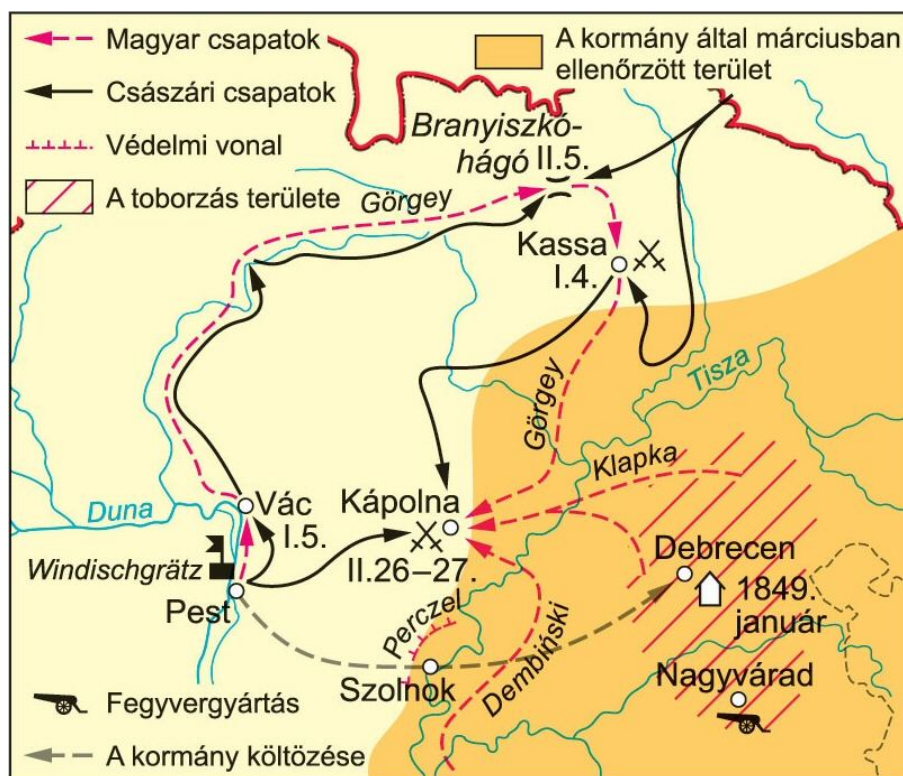 Magyar csapatok
Császári csapatok
Védelmi vonal
A toborzás területe
A kormány által márciusban
ellenőrzött terület
Branyiszkó-
hágó
II.5.
Görgey
Kassa
I.4.
Görgey
Tisza
Klapka
Duna
Vác
I.5.
Kápolna
II.26–27.
Windischgrätz
Pest
Debrecen
1849.
január
Perczel
Szolnok
Dembiński
Nagyvárad
Fegyvergyártás
A kormány költözése